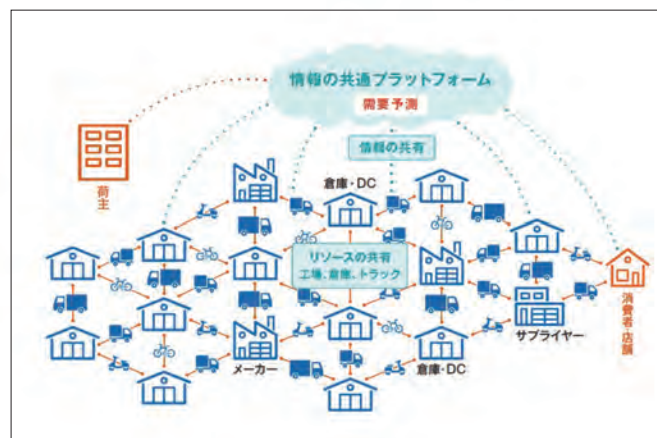 情報の共通プラットフォーム
需要予測
情報の共有
荷主
倉庫・DC
リソースの共有
工場、倉庫、トラック
消費者・店舗
サプライヤー
メーカー
倉庫・DC